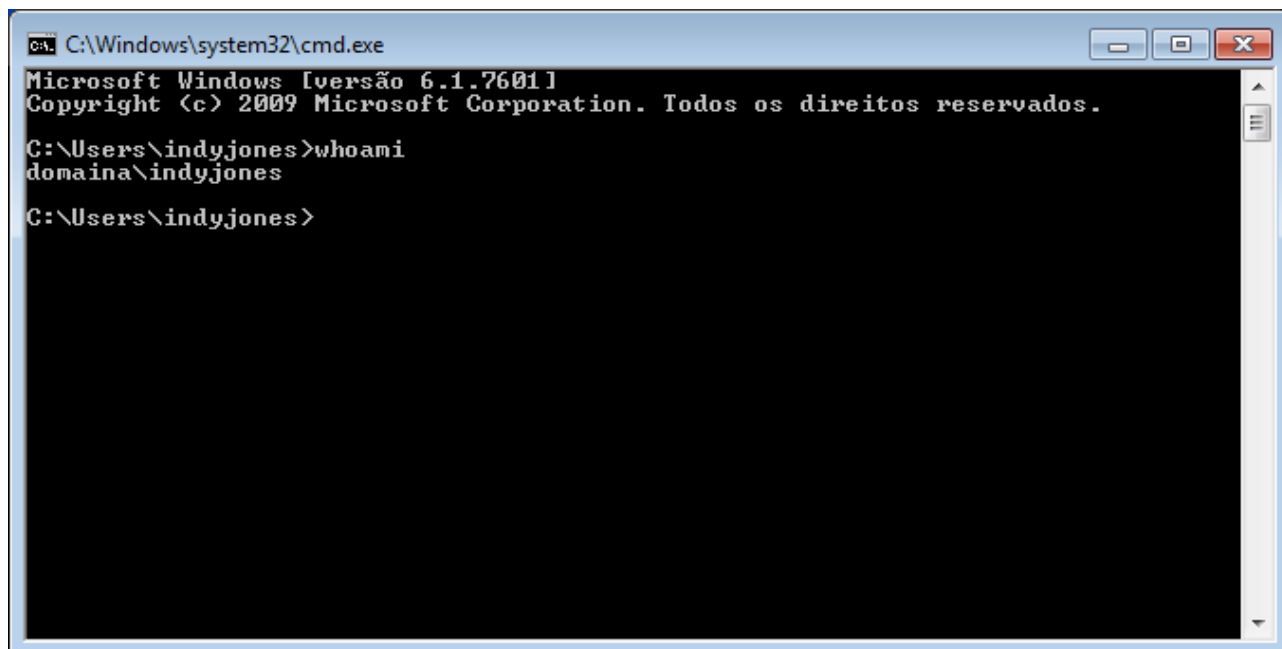 C:\Windows\system32\cmd.exe
Microsoft Windows [versão 6.1.7601]
Copyright (c) 2009 Microsoft Corporation. Todos os direitos reservados.
C:\Users\indyjones>whoami
domaina\indyjones
C:\Users\indyjones>